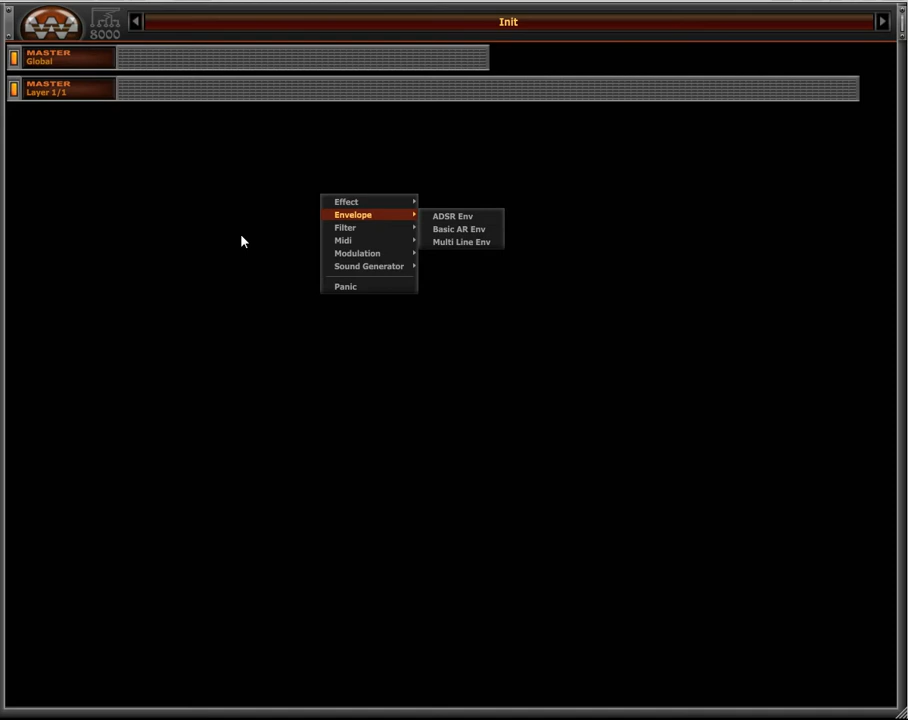 Init
8000
MASTER
Global
MASTER
Layer 1/1
Effect
Envelope
Filter
Midi
Modulation
Sound Generator
Panic
ADSR Env
Basic AR Env
Multi Line Env